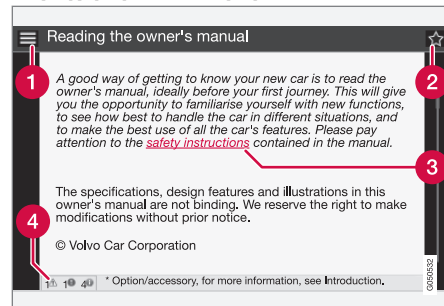 Reading the owner's manual
1
2
A good way of getting to know your new car is to read the
owner's manual, ideally before your first journey. This will give
you the opportunity to familiarise yourself with new functions,
to see how best to handle the car in different situations, and
to make the best use of all the car's features. Please pay
attention to the safety instructions contained in the manual.
3
The specifications, design features and illustrations in this
owner's manual are not binding. We reserve the right to make
modifications without prior notice.
© Volvo Car Corporation
4
1 1 4 * Option/accessory, for more information, see Introduction.
G050532